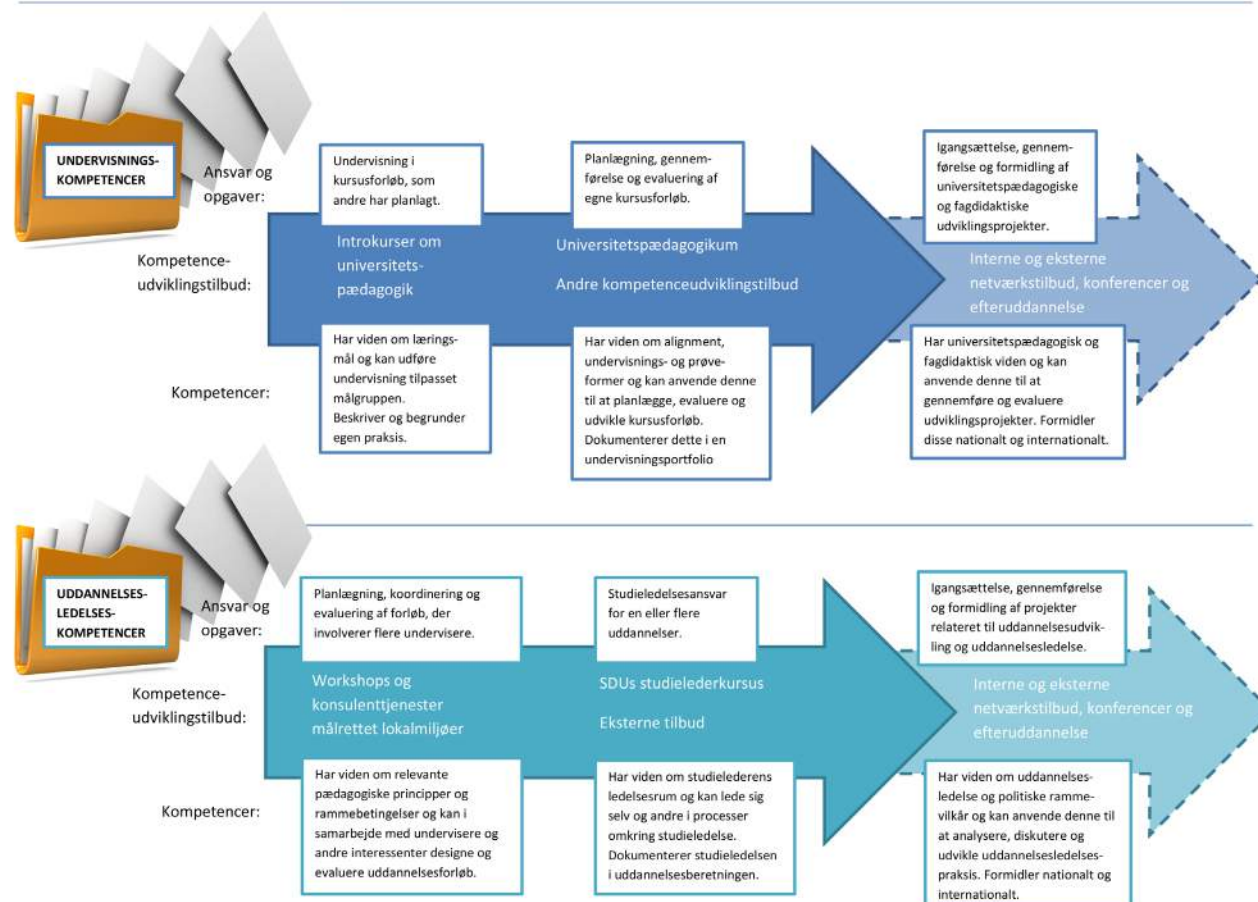 UNDERVISNINGS-
KOMPETENCER
Ansvar og
opgaver:
Undervisning i
kursusforløb, som
andre har planlagt.
Planlægning, gennem-
førelse og evaluering af
egne kursusforløb.
Igangsættelse, gennem-
førelse og formidling af
universitetspædagogiske
og fagdidaktiske
udviklingsprojekter.
Kompetence-
udviklingstilbud:
Introkurser om
universitets-
pædagogik
Universitetspædagogikum
Andre kompetenceudviklingstilbud
Interne og eksterne
netværkstilbud, konferencer og
efteruddannelse
Kompetencer:
Har viden om lærings-
mål og kan udføre
undervisning tilpasset
målgruppen.
Beskriver og begrunder
egen praksis.
Har viden om alignment,
undervisnings- og prøve-
former og kan anvende denne
til at planlægge, evaluere og
udvikle kursusforløb.
Dokumenterer dette i en
undervisningsportfolio
Har universitetspædagogisk og
fagdidaktisk viden og kan
anvende denne til at
gennemføre og evaluere
udviklingsprojekter. Formidler
disse nationalt og internationalt.
UDDANNELSES-
LEDELSES-
KOMPETENCER
Ansvar og
opgaver:
Planlægning, koordinering og
evaluering af forløb, der
involverer flere undervisere.
Studieledelsesansvar
for en eller flere
uddannelser.
Igangsættelse, gennemførelse
og formidling af projekter
relateret til uddannelsesudvik-
ling og uddannelsesledelse.
Kompetence-
udviklingstilbud:
Workshops og
konsulenttjenester
målrettet lokalmiljøer
SDUs studielederkursus
Eksterne tilbud
Interne og eksterne
netværkstilbud, konferencer og
efteruddannelse
Kompetencer:
Har viden om relevante
pædagogiske principper og
rammebetingelser og kan i
samarbejde med undervisere og
andre interessenter designe og
evaluere uddannelsesforløb.
Har viden om studielederens
ledelsesrum og kan lede sig
selv og andre i processer
omkring studieledelse.
Dokumenterer studieledelsen
i uddannelsesberetningen.
Har viden om uddannelses-
ledelse og politiske ramme-
vilkår og kan anvende denne til
at analysere, diskutere og
udvikle uddannelsesledelses-
praksis. Formidler nationalt og
internationalt.